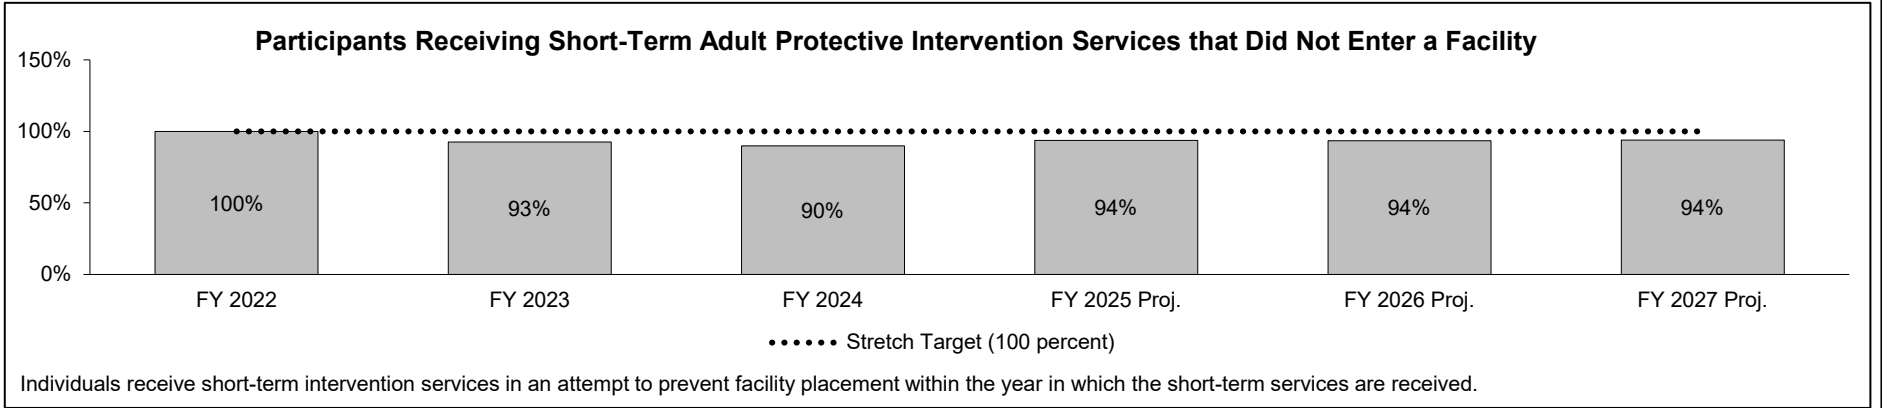 Participants Receiving Short-Term Adult Protective Intervention Services that Did Not Enter a Facility
150%
100%
50%
0%
100%
93%
90%
94%
94%
94%
FY 2022
FY 2023
FY 2024
FY 2025 Proj.
FY 2026 Proj.
FY 2027 Proj.
Stretch Target (100 percent)
Individuals receive short-term intervention services in an attempt to prevent facility placement within the year in which the short-term services are received.